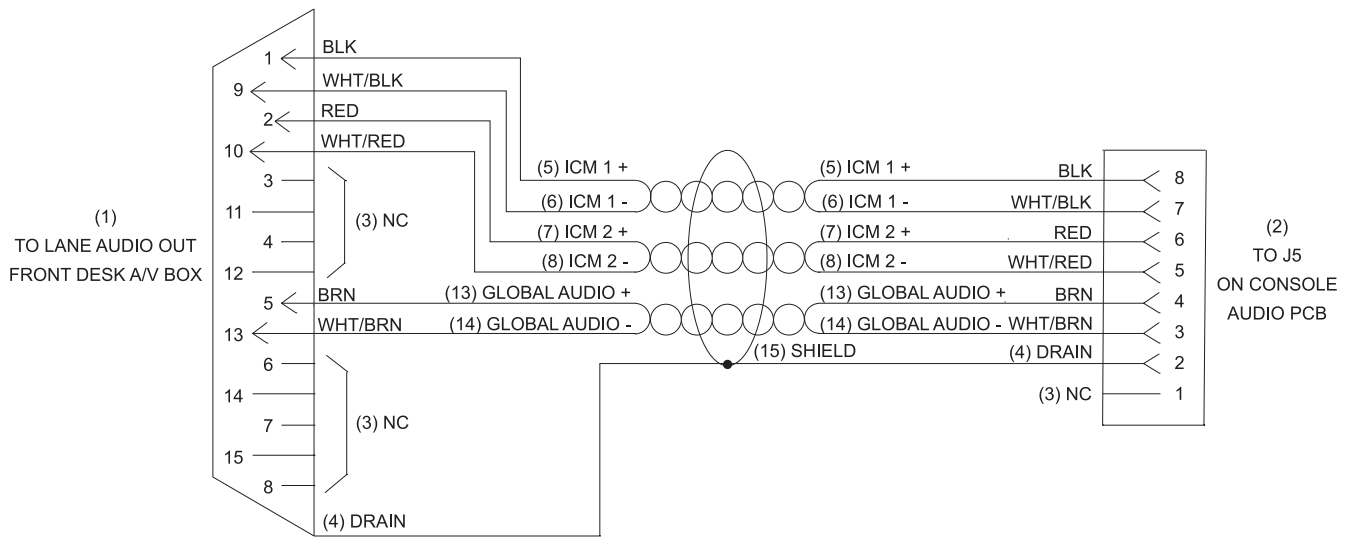 1 BLK
9 WHT/BLK
2 RED
10 WHT/RED
3
11
4
12
(3) NC
5 BRN (13) GLOBAL AUDIO +
13 WHT/BRN (14) GLOBAL AUDIO -
6
14
7
15
8
(3) NC
(4) DRAIN
(1)
TO LANE AUDIO OUT
FRONT DESK A/V BOX
(5) ICM 1 +
(6) ICM 1 -
(7) ICM 2 +
(8) ICM 2 -
(15) SHIELD
(5) ICM 1 + BLK 8
(6) ICM 1 - WHT/BLK 7
(7) ICM 2 + RED 6
(8) ICM 2 - WHT/RED 5
(13) GLOBAL AUDIO + BRN 4
(14) GLOBAL AUDIO - WHT/BRN 3
(4) DRAIN 2
(3) NC 1
(2)
TO J5
ON CONSOLE
AUDIO PCB